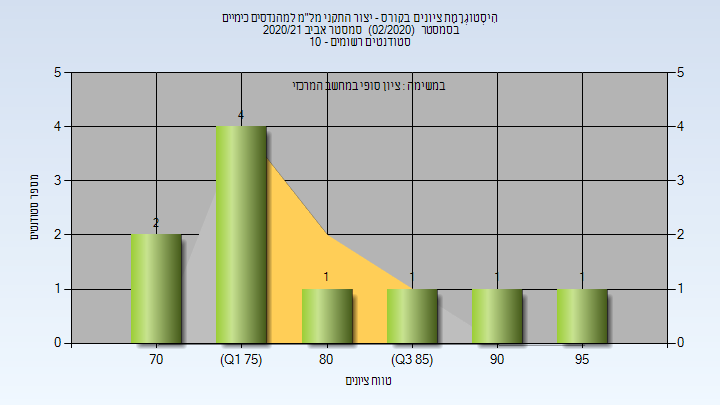 היסטוגרמת ציונים בקורס - יצור התקני מל"מ למהנדסים כימיים
בסמסטר (02/2020) סמסטר אביב 2020/21
סטודנטים רשומים - 10
במשימה : ציון סופי במחשב המרכזי
5
4
3
2
1
0
5
4
3
2
1
0
מספר סטודנטים
2
4
1
1
1
1
70
(Q1 75)
80
(Q3 85)
90
95
טווח ציונים